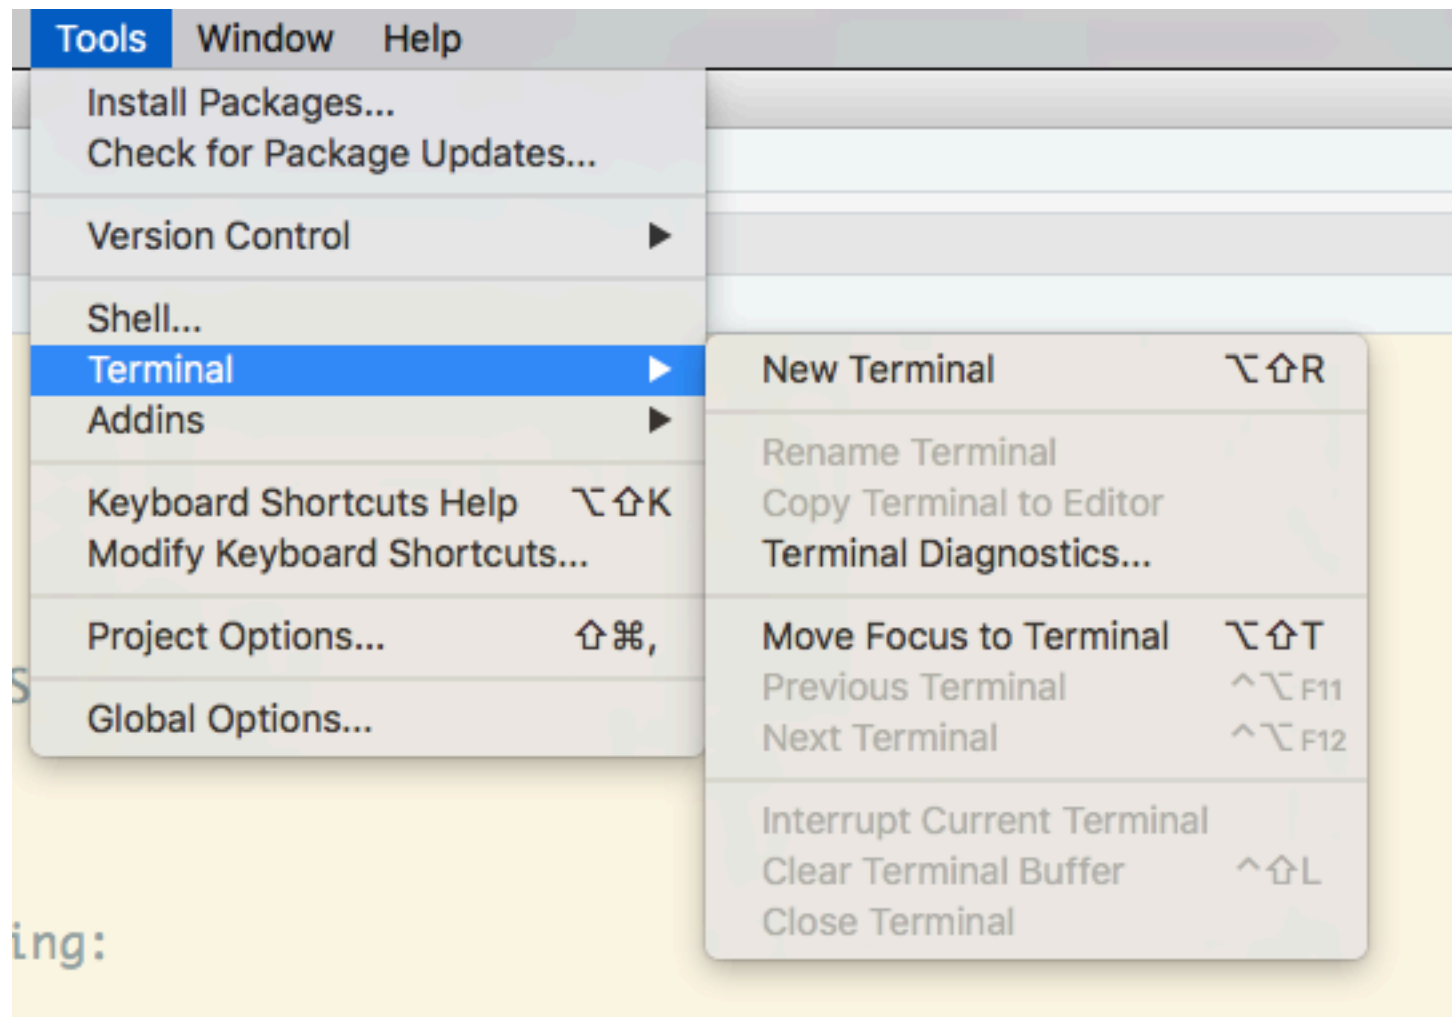 Tools Window Help
Install Packages...
Check for Package Updates...
Version Control ▶
Shell...
Terminal ▶
Addins ▶
Keyboard Shortcuts Help ⌥⇧K
Modify Keyboard Shortcuts...
Project Options... ⇧⌘,
Global Options...
New Terminal ⌥⇧R
Rename Terminal
Copy Terminal to Editor
Terminal Diagnostics...
Move Focus to Terminal ⌥⇧T
Previous Terminal ^⌥F11
Next Terminal ^⌥F12
Interrupt Current Terminal
Clear Terminal Buffer ^⇧L
Close Terminal
s
ing: